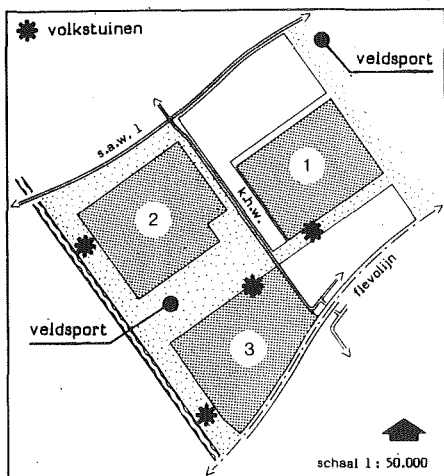 volkstuinen
veldsport
s.a.w. 1
1
k.h.w.
2
flevolijn
veldsport
3
schaal 1 : 50.000